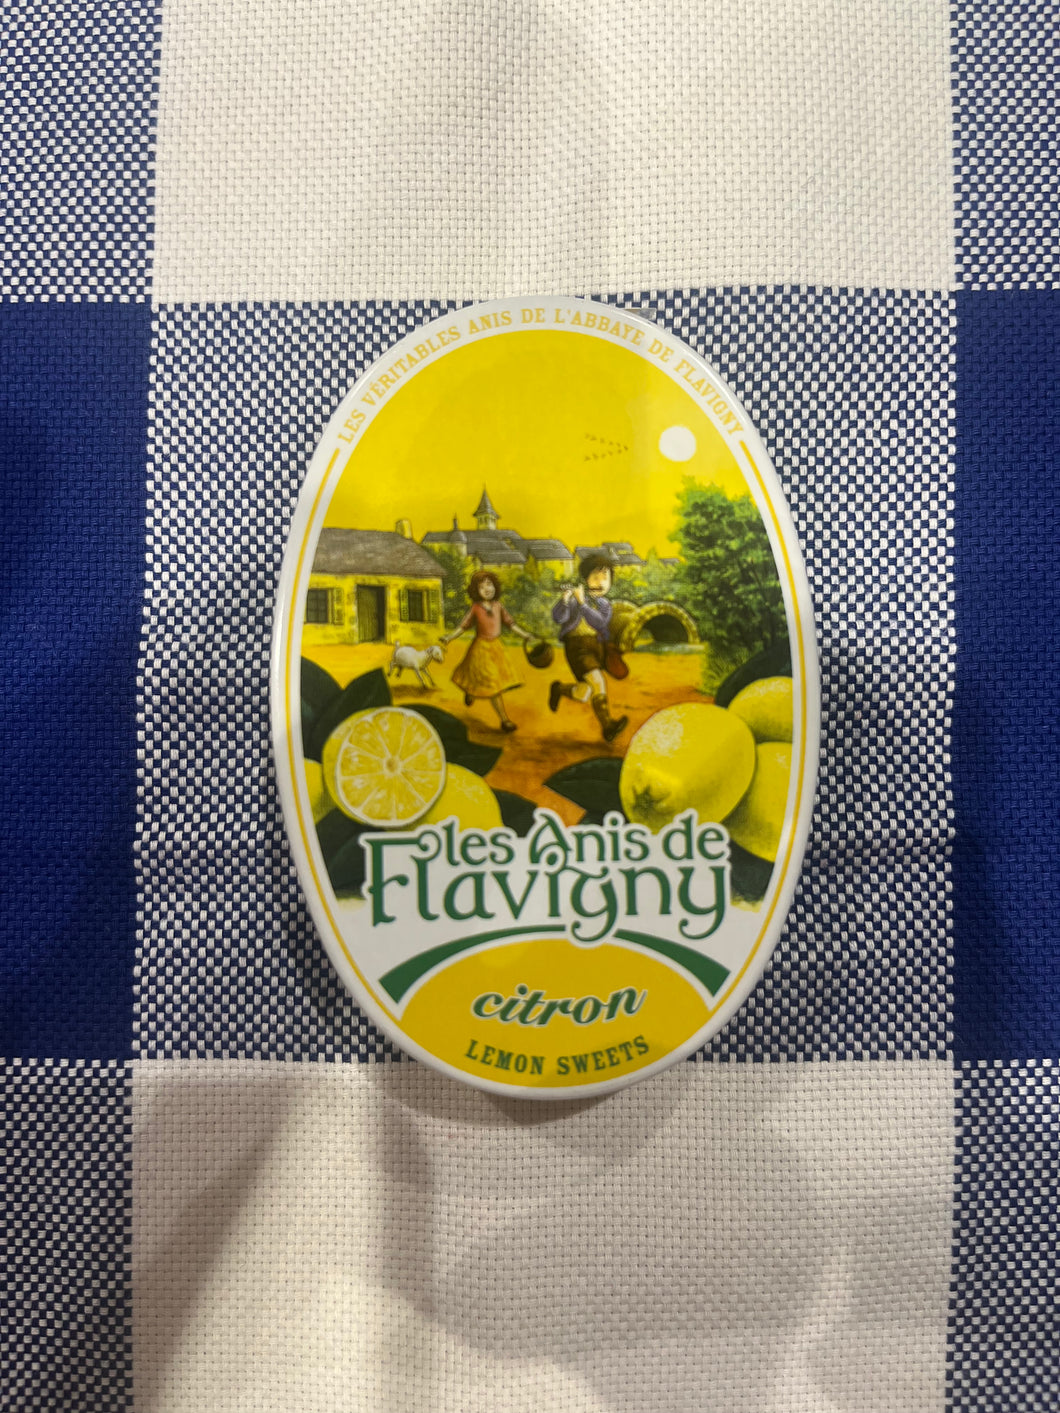 LES VÉRITABLES ANIS DE L'ABBAYE DE FLAVIGNY
les Anis de
Flavigny
citron
LEMON SWEETS